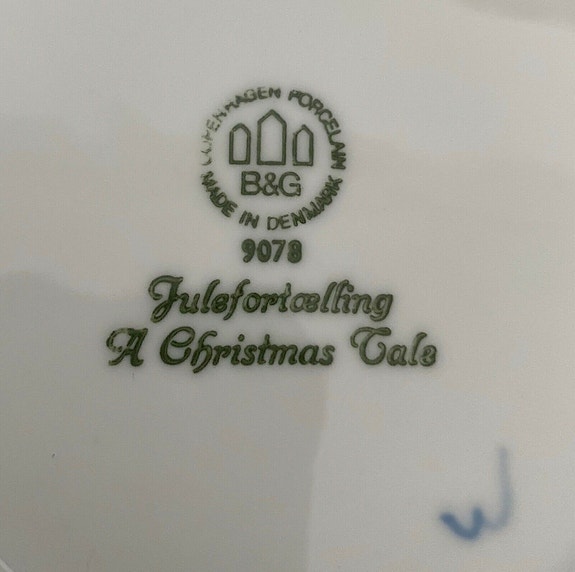 COPENHAGEN PORCELAIN
B&G
MADE IN DENMARK
9078
Julefortælling
A Christmas Tale